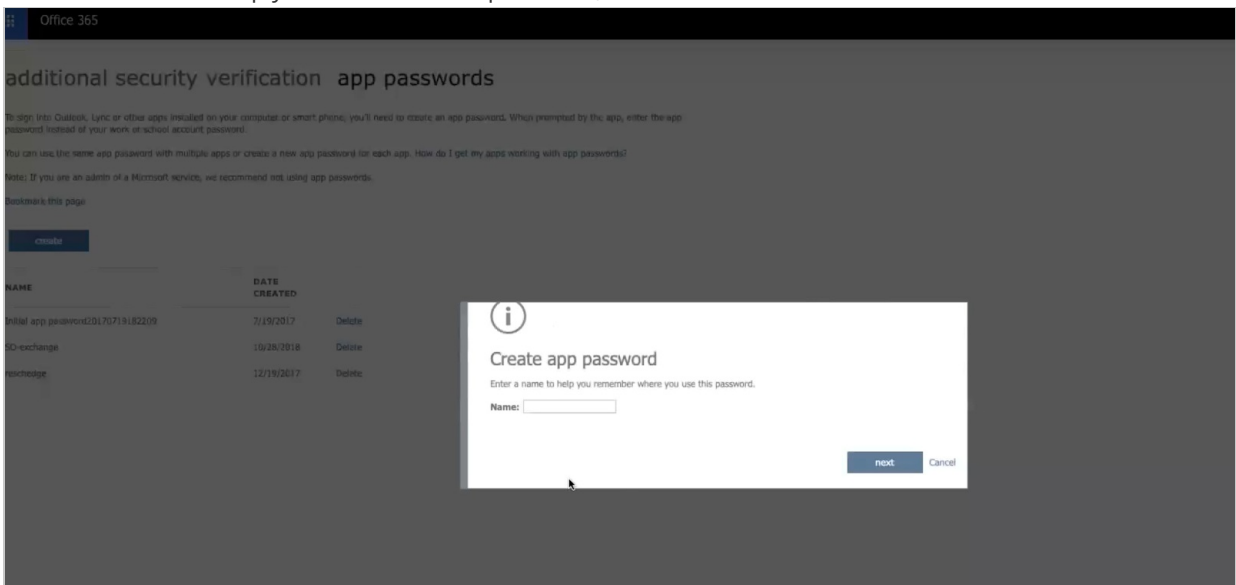 Office 365
additional security verification app passwords
To sign into Outlook, Lync or other apps installed on your computer or smart phone, you'll need to create an app password. When prompted by the app, enter the app
password instead of your work or school account password.
You can use the same app password with multiple apps or create a new app password for each app. How do I get my apps working with app passwords?
Note: If you are an admin of a Microsoft service, we recommend not using app passwords.
Bookmark this page
create
NAME DATE
CREATED
Initial app password20170719182209 7/19/2017 Delete
SO-exchange 10/28/2018 Delete
12/19/2017 Delete
Create app password
Enter a name to help you remember where you use this password.
Name:
next Cancel